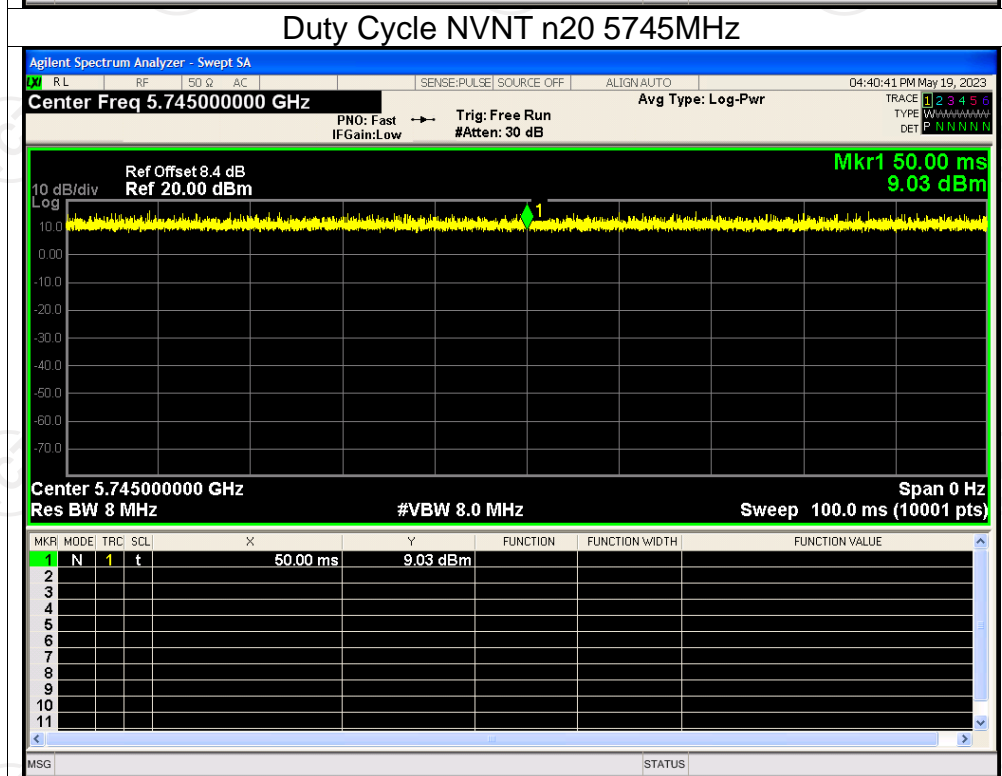 Duty Cycle NVNT n20 5745MHz
Agilent Spectrum Analyzer - Swept SA
LXI RL RF 50 Ω AC SENSE:PULSE SOURCE OFF ALIGN AUTO 04:40:41 PM May 19, 2023
Center Freq 5.745000000 GHz Avg Type: Log-Pwr TRACE 1 2 3 4 5 6
PNO: Fast Trig: Free Run TYPE
IFGain:Low #Atten: 30 dB DET P N N N N N
Mkr1 50.00 ms
Ref Offset 8.4 dB
10 dB/div Ref 20.00 dBm 9.03 dBm
Log
1
10.0
0.00
-10.0
-20.0
-30.0
-40.0
-50.0
-60.0
-70.0
Center 5.745000000 GHz Span 0 Hz
Res BW 8 MHz #VBW 8.0 MHz Sweep 100.0 ms (10001 pts)
MKR MODE TRC SCL X Y FUNCTION FUNCTION WIDTH FUNCTION VALUE
1 N 1 t 50.00 ms 9.03 dBm
2
3
4
5
6
7
8
9
10
11
MSG STATUS